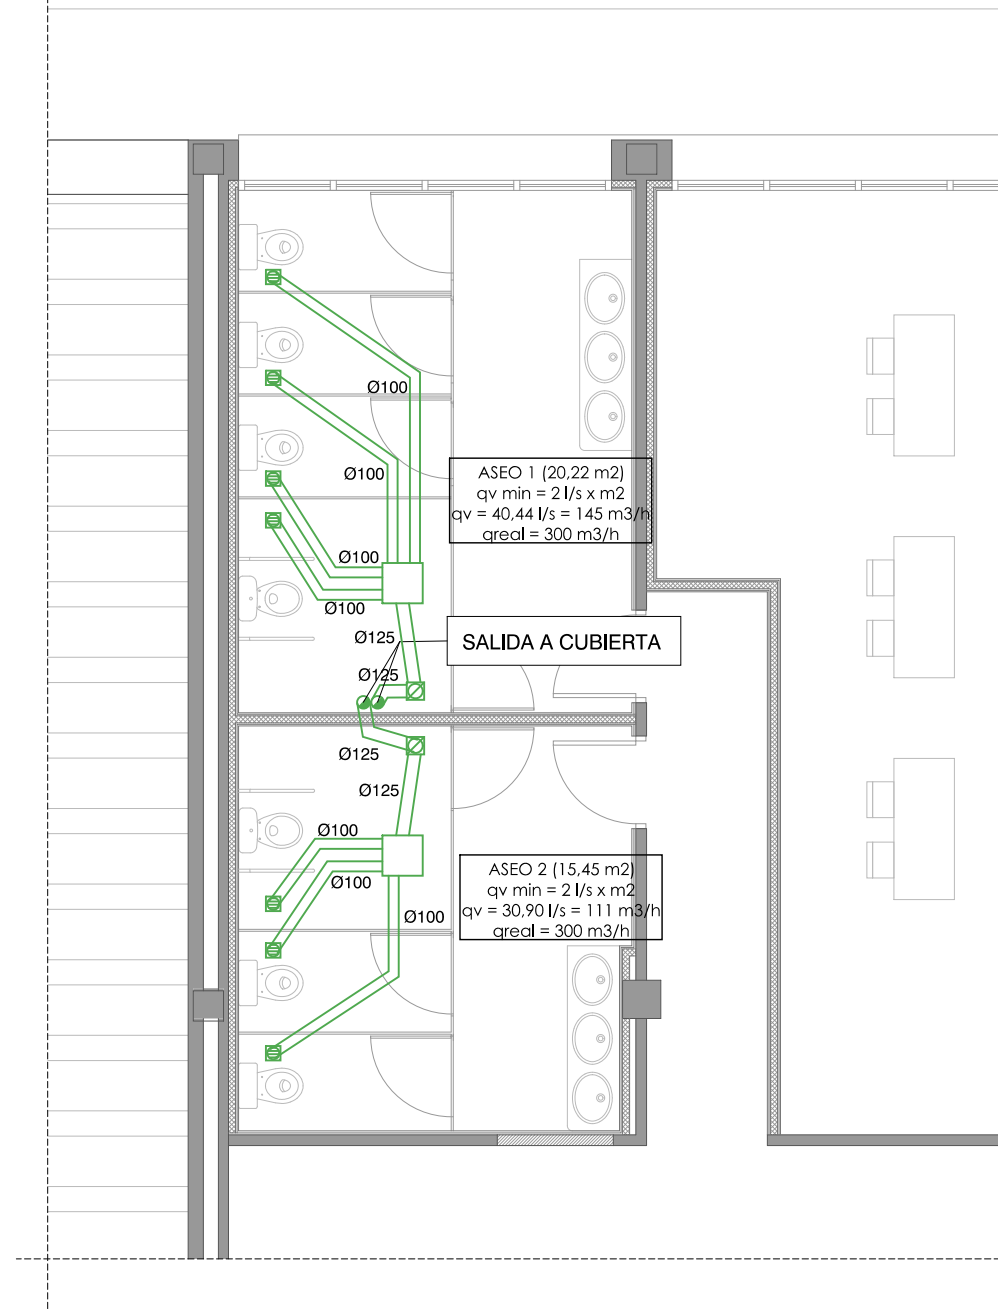 Ø100
Ø100
ASEO 1 (20,22 m2)
qv min = 2 l/s x m2
qv = 40,44 l/s = 145 m3/h
qreal = 300 m3/h
Ø100
Ø100
Ø125
SALIDA A CUBIERTA
Ø125
Ø125
Ø125
Ø100
Ø100
ASEO 2 (15,45 m2)
qv min = 2 l/s x m2
qv = 30,90 l/s = 111 m3/h
qreal = 300 m3/h
Ø100